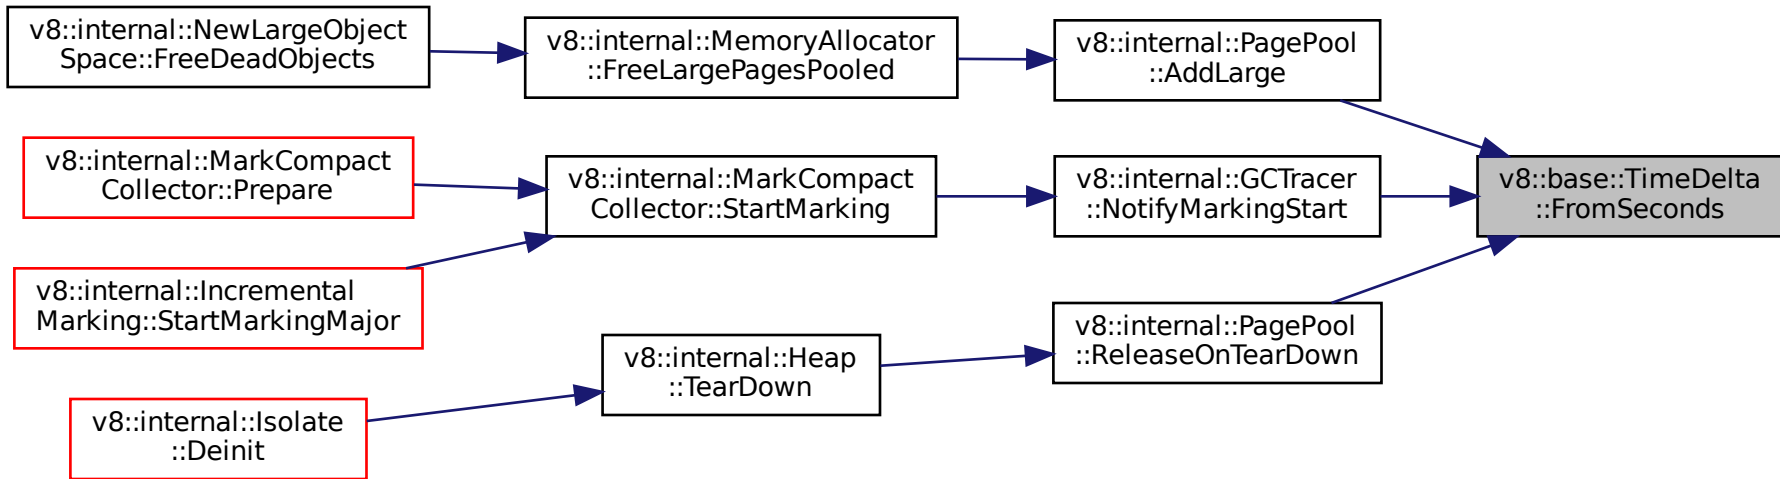 v8::internal::NewLargeObject
Space::FreeDeadObjects
v8::internal::MemoryAllocator
::FreeLargePagesPooled
v8::internal::PagePool
::AddLarge
v8::internal::MarkCompact
Collector::Prepare
v8::internal::MarkCompact
Collector::StartMarking
v8::internal::GCTracer
::NotifyMarkingStart
v8::base::TimeDelta
::FromSeconds
v8::internal::Incremental
Marking::StartMarkingMajor
v8::internal::Heap
::TearDown
v8::internal::PagePool
::ReleaseOnTearDown
v8::internal::Isolate
::Deinit